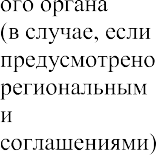 ого органа
(в случае, если
предусмотрено
региональным
и
соглашениями)